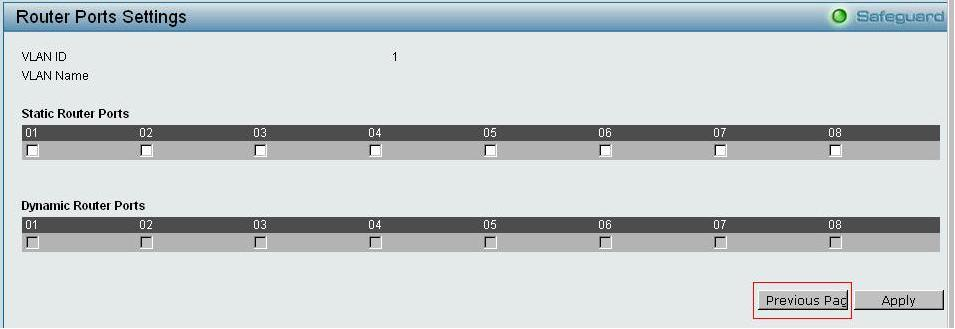 Router Ports Settings Safeguard
VLAN ID 1
VLAN Name
Static Router Ports
01 02 03 04 05 06 07 08
Dynamic Router Ports
01 02 03 04 05 06 07 08
Previous Pag Apply